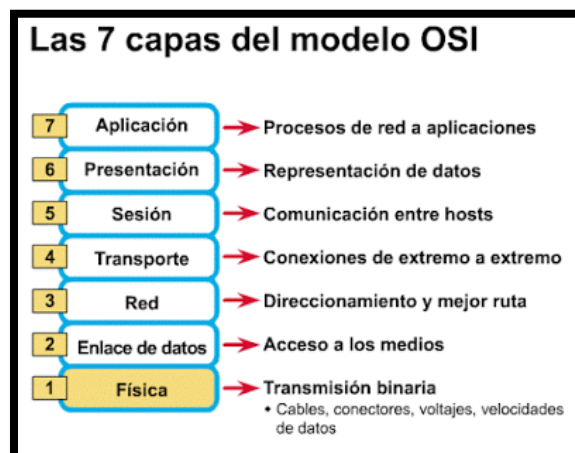 Las 7 capas del modelo OSI
7 Aplicación Procesos de red a aplicaciones
6 Presentación Representación de datos
5 Sesión Comunicación entre hosts
4 Transporte Conexiones de extremo a extremo
3 Red Direccionamiento y mejor ruta
2 Enlace de datos Acceso a los medios
1 Física Transmisión binaria
• Cables, conectores, voltajes, velocidades
de datos